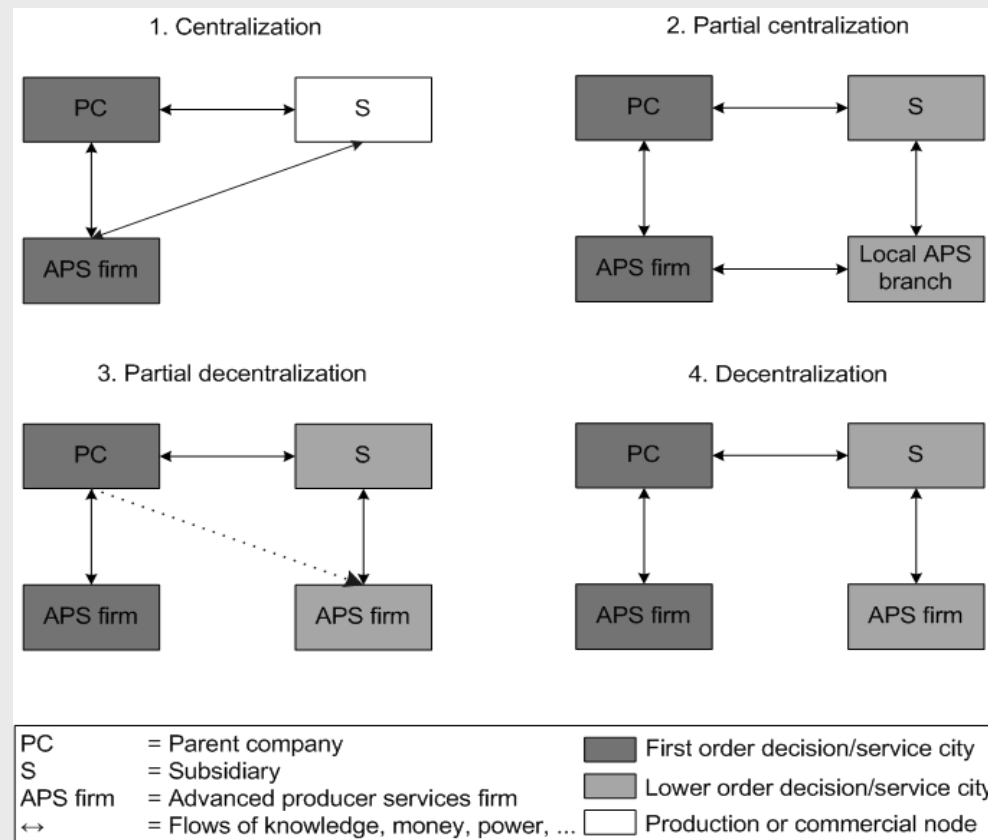 1. Centralization
2. Partial centralization
PC
S
PC
S
APS firm
APS firm
Local APS
branch
3. Partial decentralization
4. Decentralization
PC
S
PC
S
APS firm
APS firm
APS firm
APS firm
PC = Parent company
S = Subsidiary
APS firm = Advanced producer services firm
↔ = Flows of knowledge, money, power, ...
First order decision/service city
Lower order decision/service city
Production or commercial node